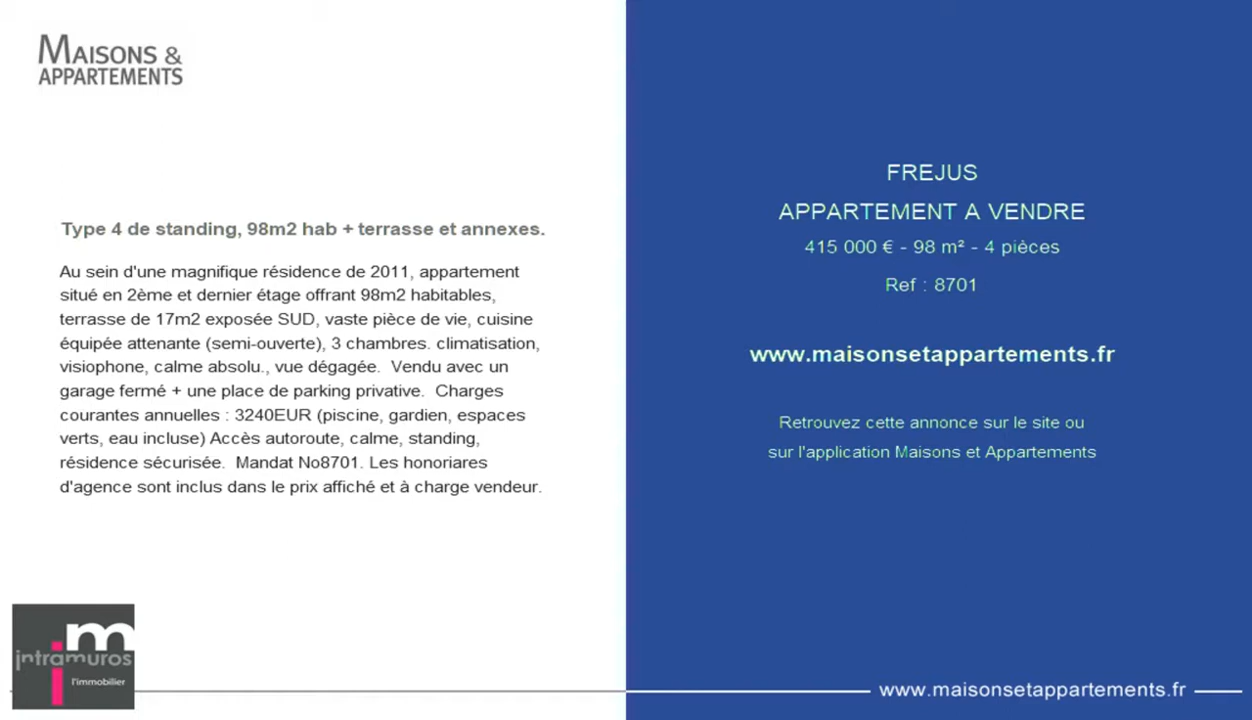 MAISONS &
APPARTEMENTS
Type 4 de standing, 98m2 hab + terrasse et annexes.
Au sein d'une magnifique résidence de 2011, appartement
situé en 2ème et dernier étage offrant 98m2 habitables,
terrasse de 17m2 exposée SUD, vaste pièce de vie, cuisine
équipée attenante (semi-ouverte), 3 chambres. climatisation,
visiophone, calme absolu., vue dégagée.  Vendu avec un
garage fermé + une place de parking privative.  Charges
courantes annuelles : 3240EUR (piscine, gardien, espaces
verts, eau incluse) Accès autoroute, calme, standing,
résidence sécurisée.  Mandat No8701. Les honoriares
d'agence sont inclus dans le prix affiché et à charge vendeur.
im
intramuros
l'immobilier
FREJUS
APPARTEMENT A VENDRE
415 000 € - 98 m² - 4 pièces
Ref : 8701
www.maisonsetappartements.fr
Retrouvez cette annonce sur le site ou
sur l'application Maisons et Appartements
www.maisonsetappartements.fr